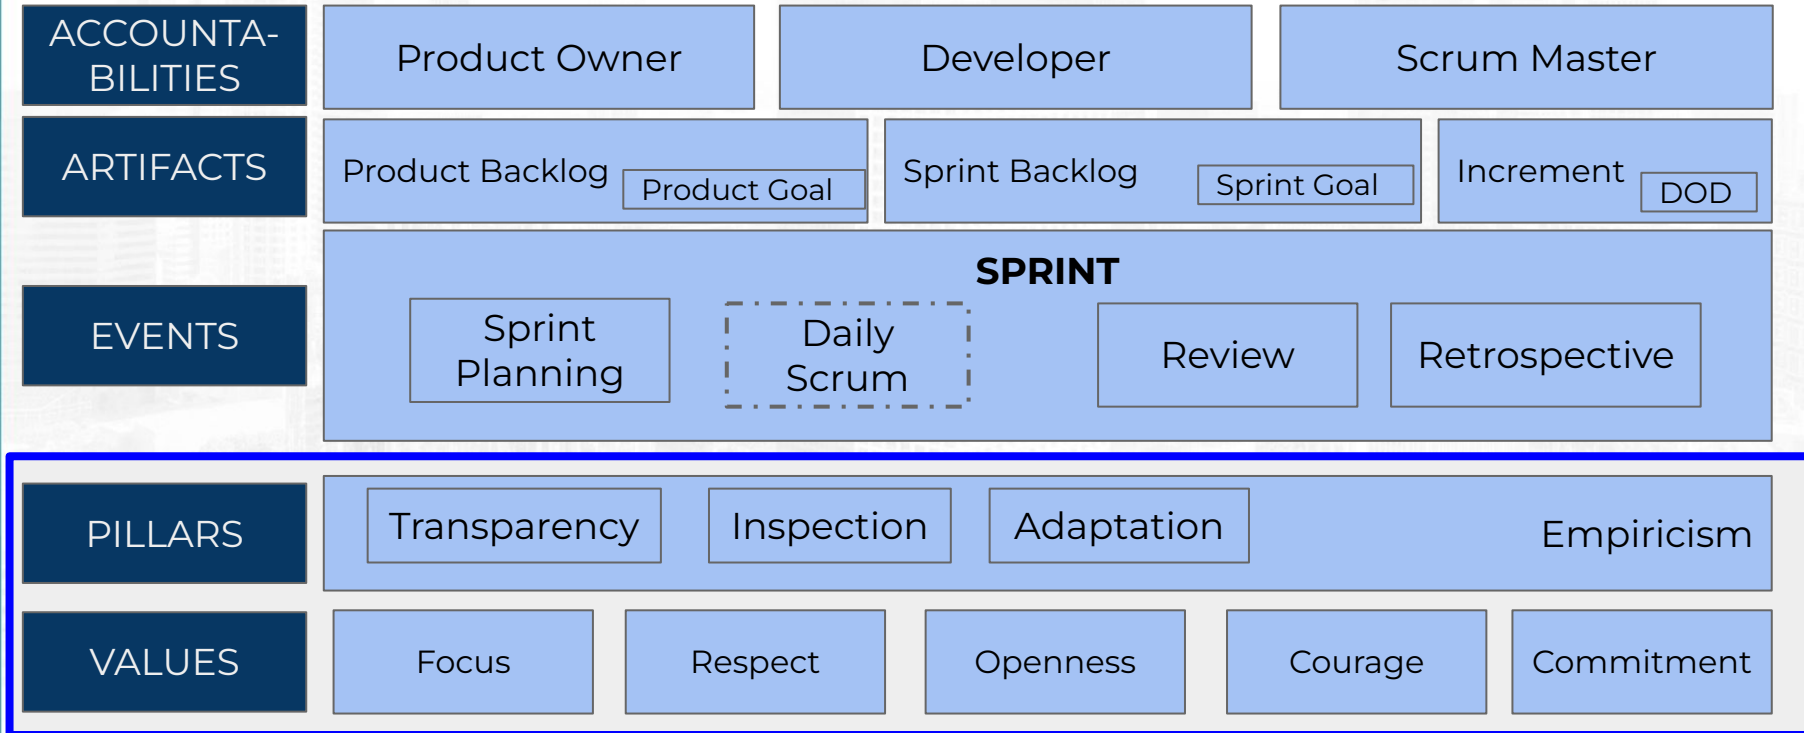 ACCOUNTA-
BILITIES
Product Owner
Developer
Scrum Master
ARTIFACTS
Product Backlog
Product Goal
Sprint Backlog
Sprint Goal
Increment
DOD
EVENTS
SPRINT
Sprint
Planning
Daily
Scrum
Review
Retrospective
PILLARS
Transparency
Inspection
Adaptation
Empiricism
VALUES
Focus
Respect
Openness
Courage
Commitment